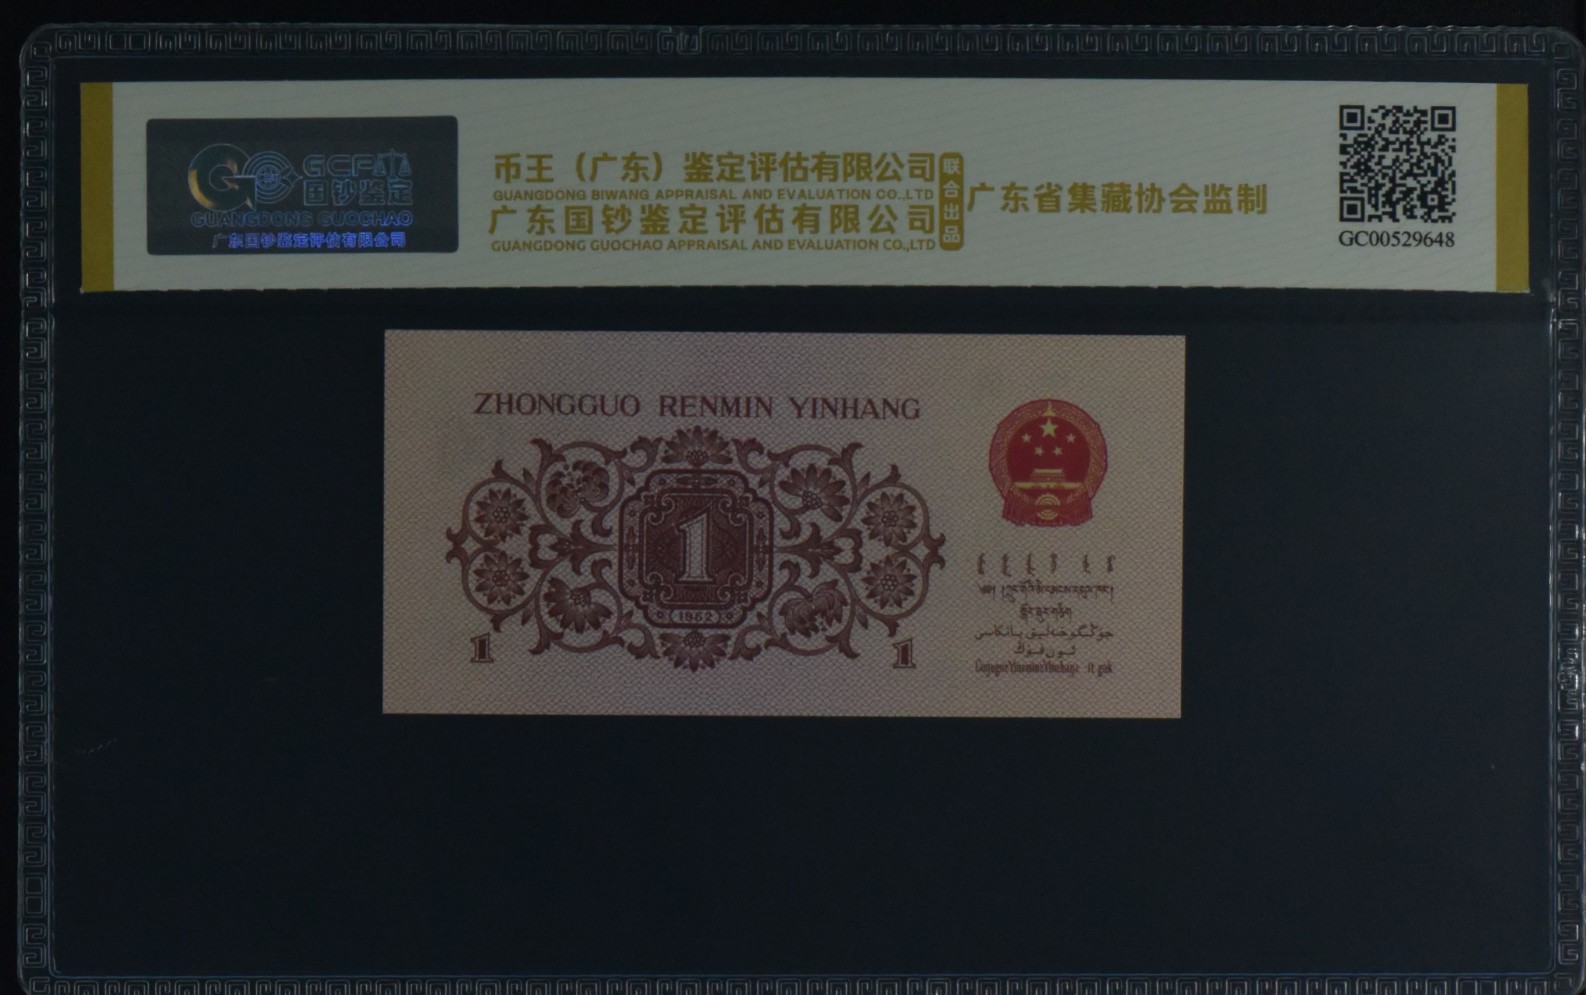 GCFA
国钞鉴定
GUANGDONG GUOCHAO
广东国钞鉴定评估有限公司
币王（广东）鉴定评估有限公司
GUANGDONG BIWANG APPRAISAL AND EVALUATION CO.,LTD
广东国钞鉴定评估有限公司
GUANGDONG GUOCHAO APPRAISAL AND EVALUATION CO.,LTD
联合出品
广东省集藏协会监制
GC00529648
ZHONGGUO RENMIN YINHANG
1
(1962)
1
1
جۇڭگو خەلىق بانكاسى